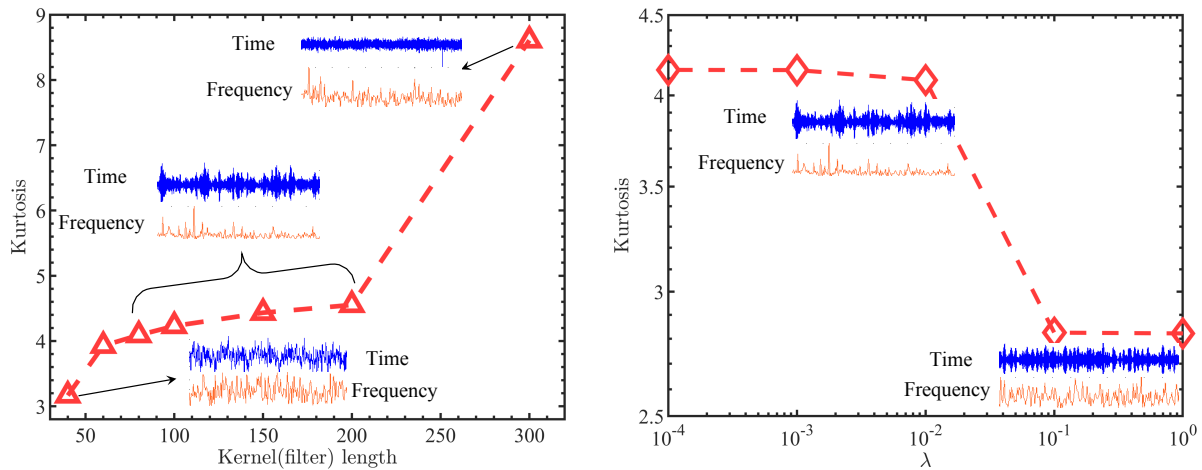 9
8
7
6
5
4
3
Kurtosis
Time
Frequency
Time
Frequency
Time
Frequency
50 100 150 200 250 300
Kernel(filter) length
4.5
4
3.5
3
2.5
Kurtosis
Time
Frequency
Time
Frequency
10-4 10-3 10-2 10-1 100
λ